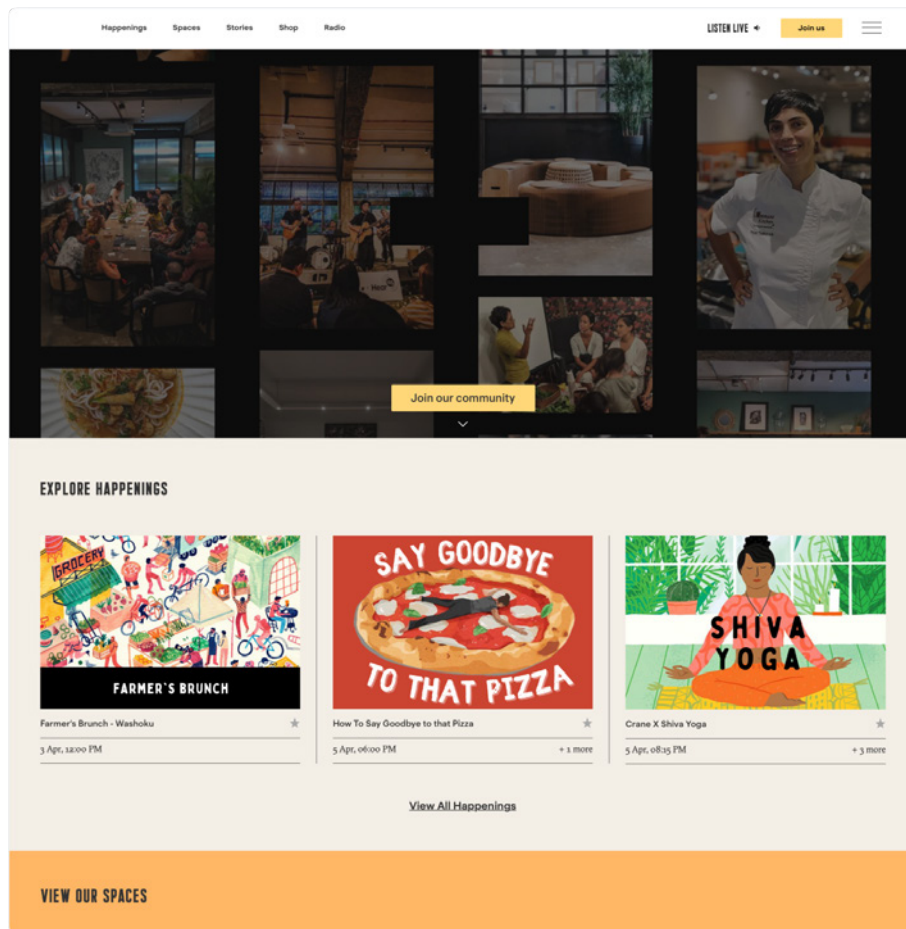 Happenings Spaces Stories Shop Radio LISTEN LIVE Join us
Join our community
EXPLORE HAPPENINGS
GROCERY
FARMER'S BRUNCH
SAY GOODBYE
TO THAT PIZZA
SHIVA
YOGA
Farmer's Brunch - Washoku
3 Apr, 12:00 PM
How To Say Goodbye to that Pizza
5 Apr, 06:00 PM + 1 more
Crane X Shiva Yoga
5 Apr, 08:15 PM + 3 more
View All Happenings
VIEW OUR SPACES